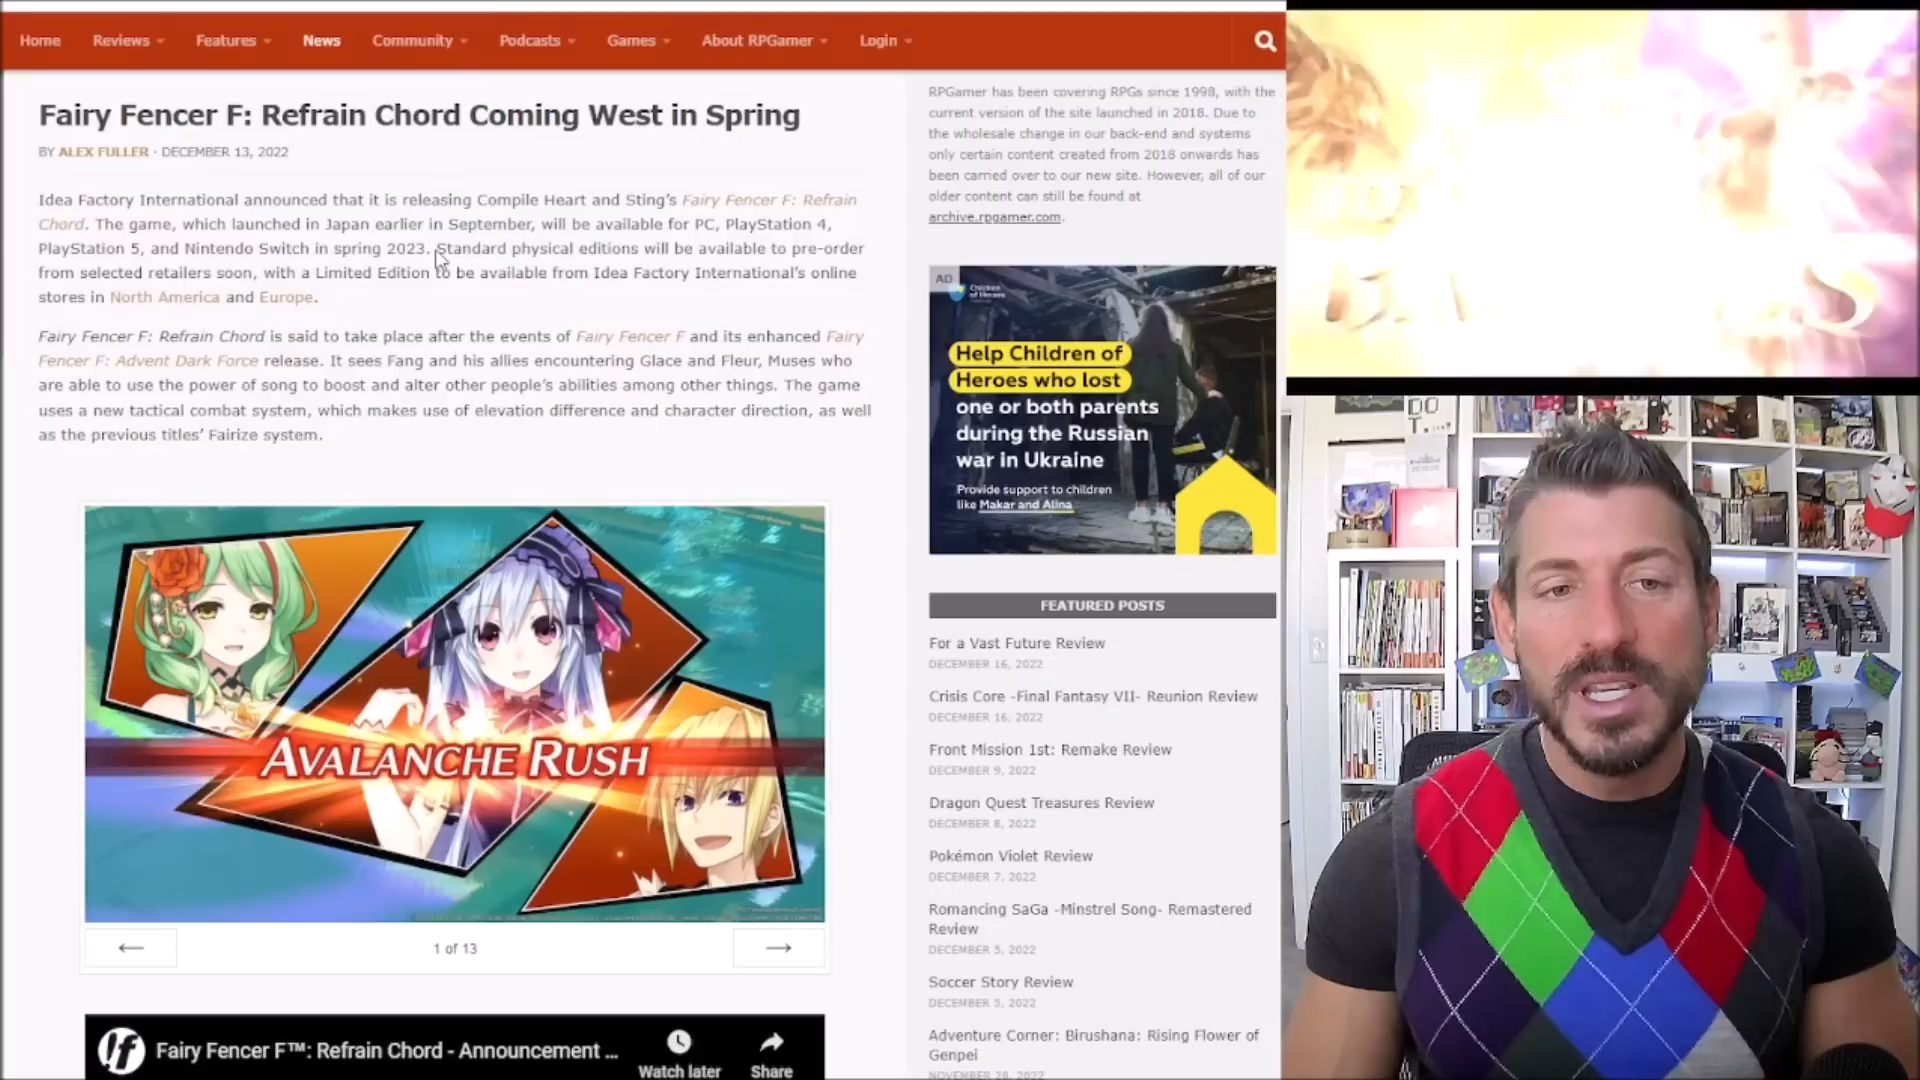 Home
Reviews
Features
News
Community
Podcasts
Games
About RPGamer
Login
Fairy Fencer F: Refrain Chord Coming West in Spring
BY ALEX FULLER · DECEMBER 13, 2022
Idea Factory International announced that it is releasing Compile Heart and Sting's Fairy Fencer F: Refrain
Chord. The game, which launched in Japan earlier in September, will be available for PC, PlayStation 4,
PlayStation 5, and Nintendo Switch in spring 2023. Standard physical editions will be available to pre-order
from selected retailers soon, with a Limited Edition to be available from Idea Factory International's online
stores in North America and Europe.
Fairy Fencer F: Refrain Chord is said to take place after the events of Fairy Fencer F and its enhanced Fairy
Fencer F: Advent Dark Force release. It sees Fang and his allies encountering Glace and Fleur, Muses who
are able to use the power of song to boost and alter other people's abilities among other things. The game
uses a new tactical combat system, which makes use of elevation difference and character direction, as well
as the previous titles' Fairize system.
AVALANCHE RUSH
1 of 13
Fairy Fencer F™: Refrain Chord - Announcement ...
Watch later
Share
RPGamer has been covering RPGs since 1998, with the
current version of the site launched in 2018. Due to
the wholesale change in our back-end and systems
only certain content created from 2018 onwards has
been carried over to our new site. However, all of our
older content can still be found at
archive.rpgamer.com.
AD
Children
of Heroes
Help Children of
Heroes who lost
one or both parents
during the Russian
war in Ukraine
Provide support to children
like Makar and Alina
FEATURED POSTS
For a Vast Future Review
DECEMBER 16, 2022
Crisis Core -Final Fantasy VII- Reunion Review
DECEMBER 16, 2022
Front Mission 1st: Remake Review
DECEMBER 9, 2022
Dragon Quest Treasures Review
DECEMBER 8, 2022
Pokémon Violet Review
DECEMBER 7, 2022
Romancing SaGa -Minstrel Song- Remastered
Review
DECEMBER 5, 2022
Soccer Story Review
DECEMBER 5, 2022
Adventure Corner: Birushana: Rising Flower of
Genpei
NOVEMBER 28, 2022